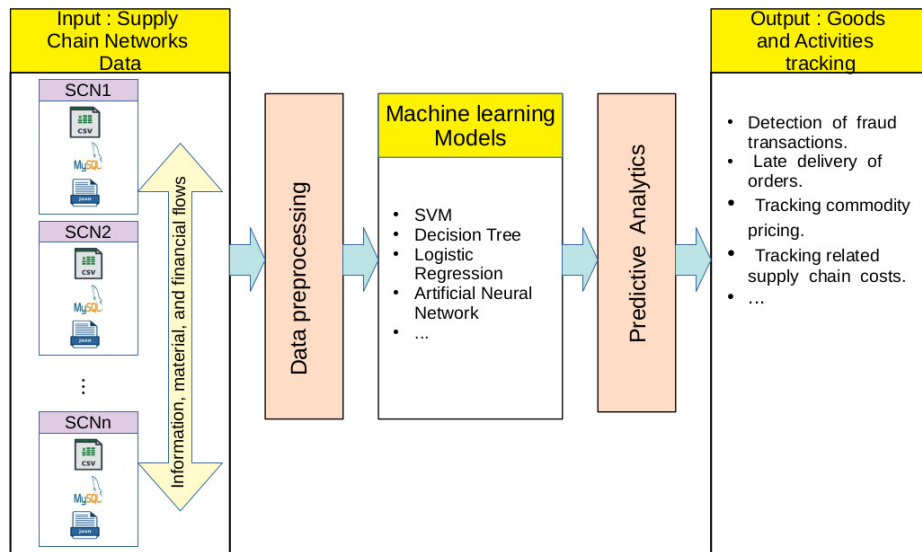 Input : Supply
Chain Networks
Data
SCN1
CSV
MySQL
json
SCN2
CSV
MySQL
json
...
SCNn
CSV
MySQL
json
Information, material, and financial flows
Data preprocessing
Machine learning
Models
• SVM
• Decision Tree
• Logistic
Regression
• Artificial Neural
Network
• ...
Predictive Analytics
Output : Goods
and Activities
tracking
• Detection of fraud
transactions.
• Late delivery of
orders.
• Tracking commodity
pricing.
• Tracking related
supply chain costs.
• ...